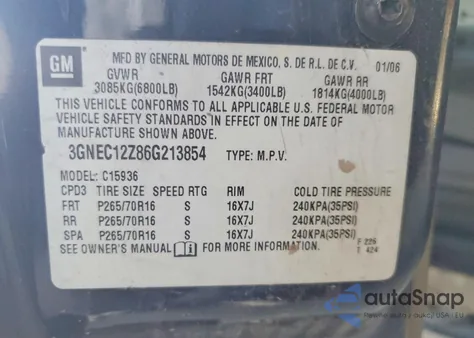 GM
MFD BY GENERAL MOTORS DE MEXICO, S. DE R.L. DE C.V. 01/06
GVWR GAWR FRT GAWR RR
3085KG(6800LB) 1542KG(3400LB) 1814KG(4000LB)
THIS VEHICLE CONFORMS TO ALL APPLICABLE U.S. FEDERAL MOTOR
VEHICLE SAFETY STANDARDS IN EFFECT ON THE DATE OF
MANUFACTURE SHOWN ABOVE.
3GNEC12Z86G213854 TYPE: M.P.V.
MODEL: C15936
CPD3 TIRE SIZE SPEED RTG RIM COLD TIRE PRESSURE
FRT P265/70R16 S 16X7J 240KPA(35PSI)
RR P265/70R16 S 16X7J 240KPA(35PSI)
SPA P265/70R16 S 16X7J 240KPA(35PSI)
SEE OWNER'S MANUAL FOR MORE INFORMATION.
F 225
T 424
autoSnap